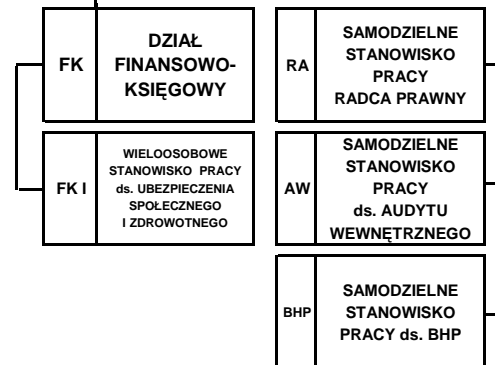 FK
DZIAŁ
FINANSOWO-
KSIĘGOWY
RA
SAMODZIELNE
STANOWISKO
PRACY
RADCA PRAWNY
FK I
WIELOOSOBOWE
STANOWISKO PRACY
ds. UBEZPIECZENIA
SPOŁECZNEGO
I ZDROWOTNEGO
AW
SAMODZIELNE
STANOWISKO
PRACY
ds. AUDYTU
WEWNĘTRZNEGO
BHP
SAMODZIELNE
STANOWISKO
PRACY ds. BHP